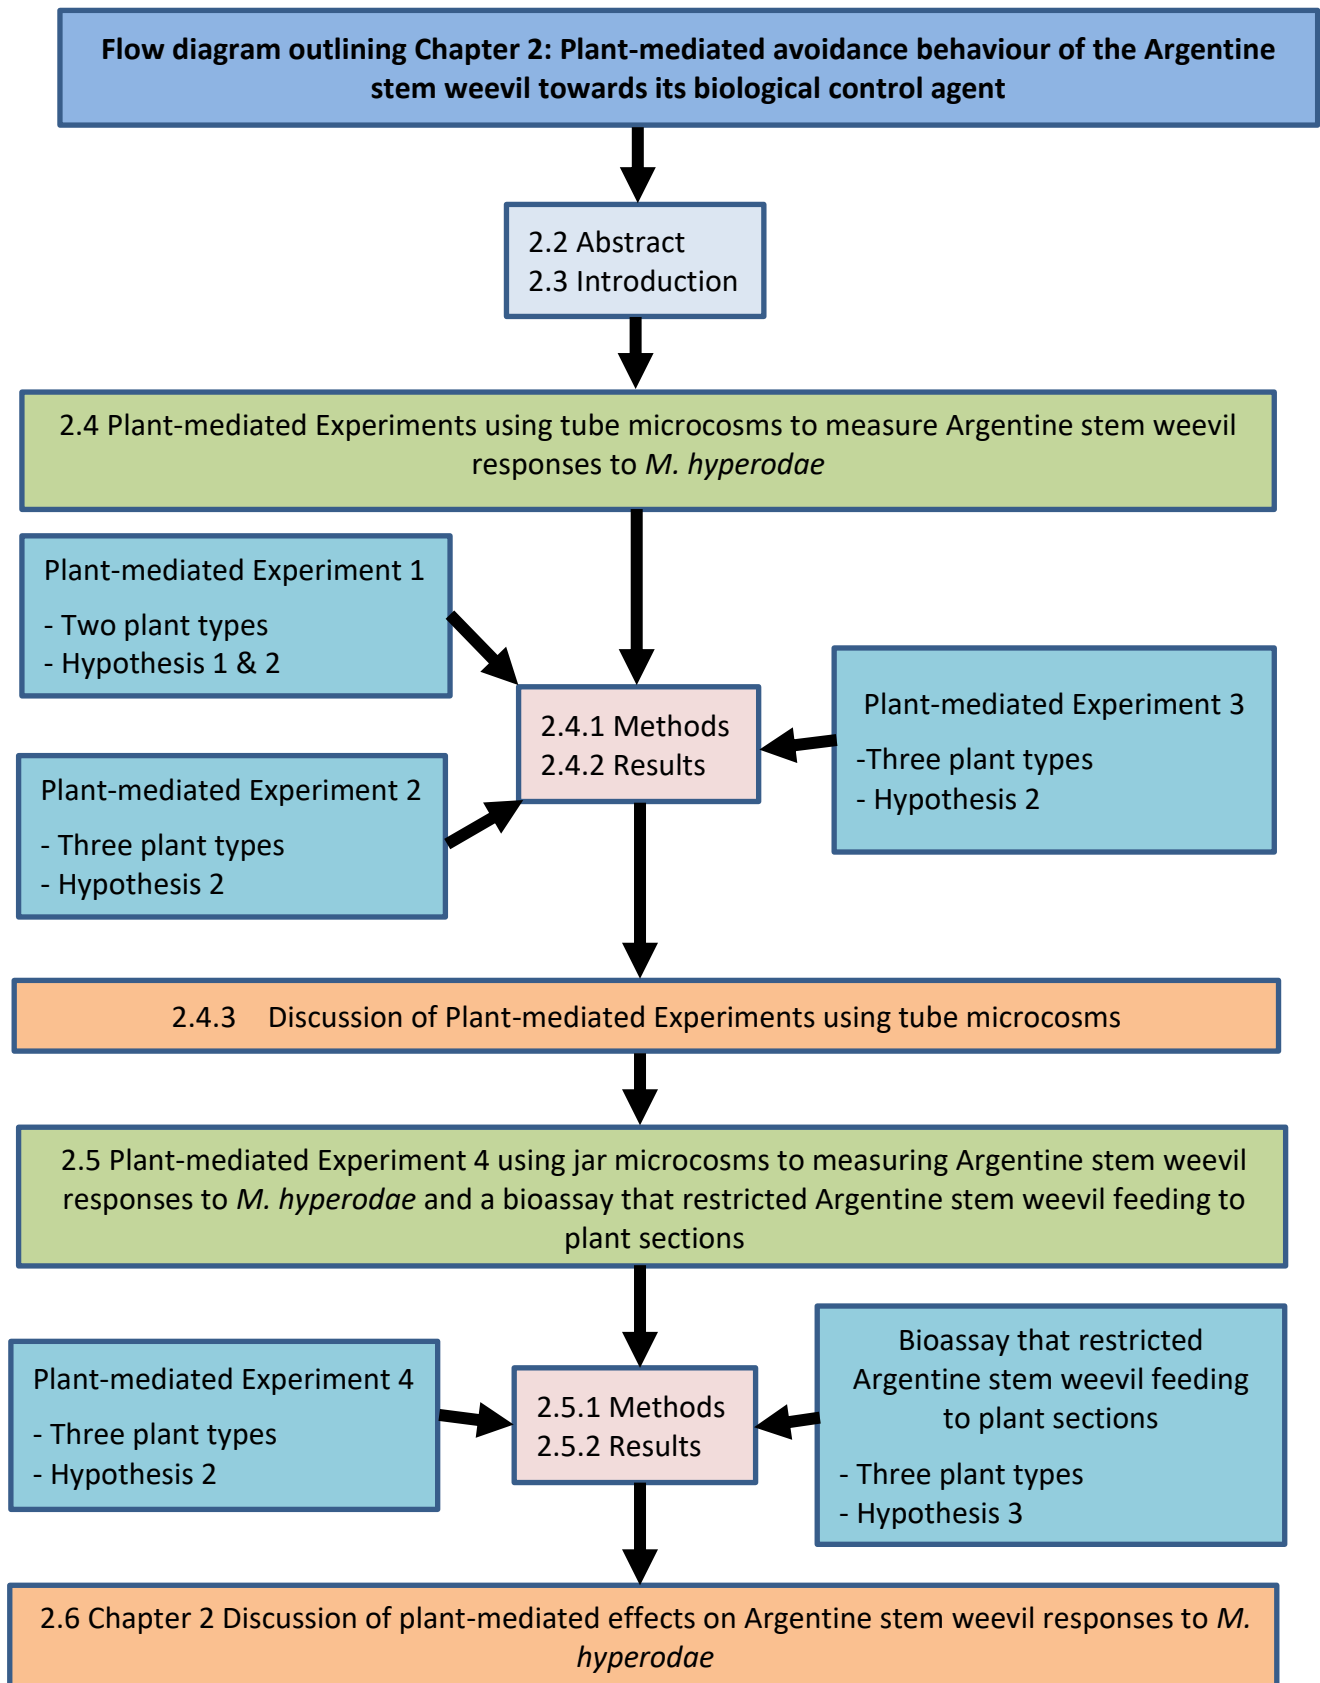 Flow diagram outlining Chapter 2: Plant-mediated avoidance behaviour of the Argentine
stem weevil towards its biological control agent
2.2 Abstract
2.3 Introduction
2.4 Plant-mediated Experiments using tube microcosms to measure Argentine stem weevil
responses to M. hyperodae
Plant-mediated Experiment 1
- Two plant types
- Hypothesis 1 & 2
Plant-mediated Experiment 2
- Three plant types
- Hypothesis 2
2.4.1 Methods
2.4.2 Results
Plant-mediated Experiment 3
-Three plant types
- Hypothesis 2
2.4.3 Discussion of Plant-mediated Experiments using tube microcosms
2.5 Plant-mediated Experiment 4 using jar microcosms to measuring Argentine stem weevil
responses to M. hyperodae and a bioassay that restricted Argentine stem weevil feeding to
plant sections
Plant-mediated Experiment 4
- Three plant types
- Hypothesis 2
2.5.1 Methods
2.5.2 Results
Bioassay that restricted
Argentine stem weevil feeding
to plant sections
- Three plant types
- Hypothesis 3
2.6 Chapter 2 Discussion of plant-mediated effects on Argentine stem weevil responses to M.
hyperodae